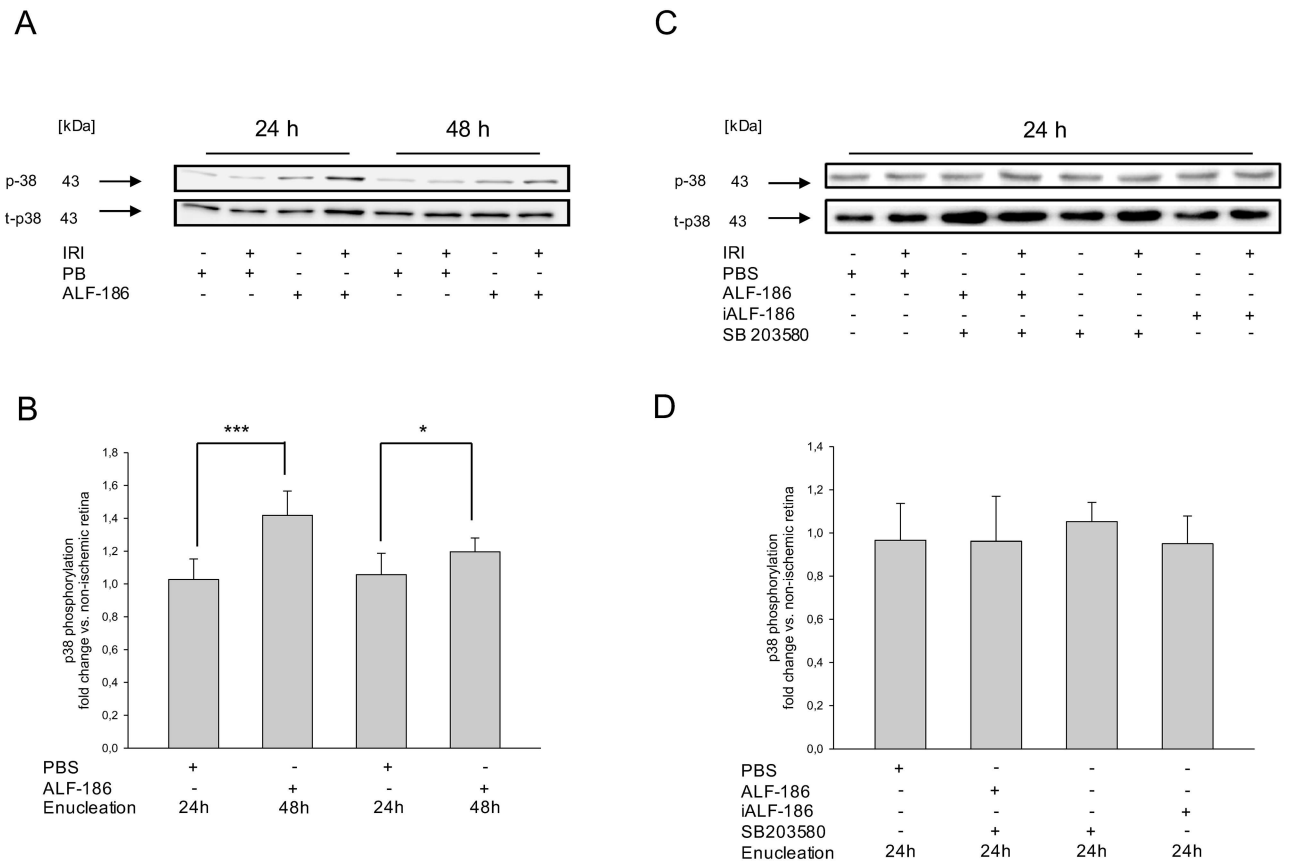 A
[kDa]
24 h
48 h
p-38 43
t-p38 43
IRI - + - + - + - +
PB + + - - + + - -
ALF-186 - - + + - - + +
C
[kDa]
24 h
p-38 43
t-p38 43
IRI - + - + - + - +
PBS + + - - - - - -
ALF-186 - - + + - - - -
iALF-186 - - - - - - + +
SB 203580 - - + + + + - -
B
*** *
p38 phosphorylation
fold change vs. non-ischemic retina
1,8
1,6
1,4
1,2
1,0
0,8
0,6
0,4
0,2
0,0
PBS + - + -
ALF-186 - + - +
Enucleation 24h 48h 24h 48h
D
p38 phosphorylation
fold change vs. non-ischemic retina
1,4
1,2
1,0
0,8
0,6
0,4
0,2
0,0
PBS + - - -
ALF-186 - + - -
iALF-186 - - - +
SB203580 - + + -
Enucleation 24h 24h 24h 24h